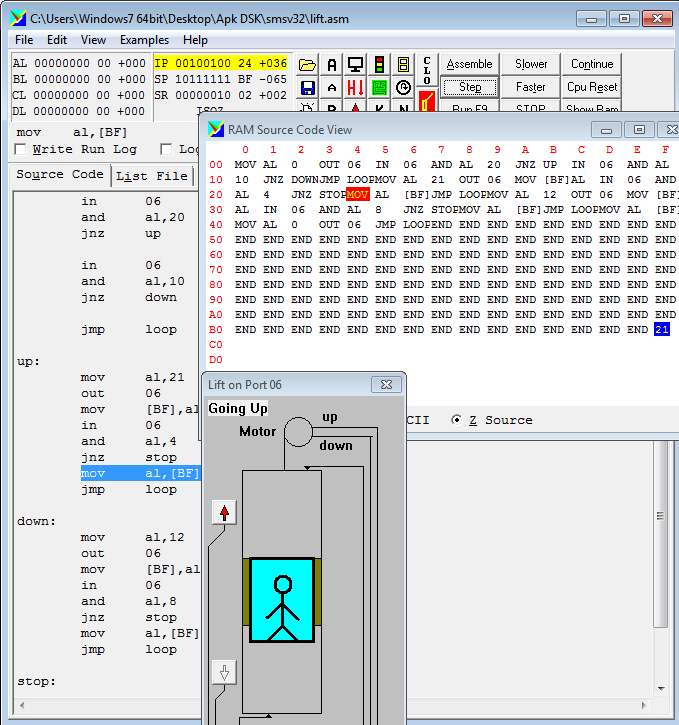 C:\Users\Windows7 64bit\Desktop\Apk DSK\smsv32\lift.asm
File Edit View Examples Help
AL 00000000 00 +000 IP 00100100 24 +036 Assemble Slower Continue
BL 00000000 00 +000 SP 10111111 BF -065 Step Faster Cpu Reset
CL 00000000 00 +000 SR 00000010 02 +002 Run F9 STOP Show Ram
DL 00000000 00 +000 ISOZ
CLO
mov al,[BF]
Write Run Log Log
Source Code List File
in 06
and al,20
jnz up
in 06
and al,10
jnz down
jmp loop
up:
mov al,21
out 06
mov [BF],al
in 06
and al,4
jnz stop
mov al,[BF]
jmp loop
down:
mov al,12
out 06
mov [BF],al
in 06
and al,8
jnz stop
mov al,[BF]
jmp loop
stop:
RAM Source Code View
0 1 2 3 4 5 6 7 8 9 A B C D E F
00 MOV AL 0 OUT 06 IN 06 AND AL 20 JNZ UP IN 06 AND AL
10 10 JNZ DOWNJMP LOOPMOV AL 21 OUT 06 MOV [BF]AL IN 06 AND
20 AL 4 JNZ STOPMOV AL [BF]JMP LOOPMOV AL 12 OUT 06 MOV [BF
30 AL IN 06 AND AL 8 JNZ STOPMOV AL [BF]JMP LOOPMOV AL [BF
40 MOV AL 0 OUT 06 JMP LOOPEND END END END END END END END END
50 END END END END END END END END END END END END END END END END
60 END END END END END END END END END END END END END END END END
70 END END END END END END END END END END END END END END END END
80 END END END END END END END END END END END END END END END END
90 END END END END END END END END END END END END END END END END
A0 END END END END END END END END END END END END END END END END
B0 END END END END END END END END END END END END END END END 21
C0
D0
CII Z Source
Lift on Port 06
Going Up
up
Motor
down